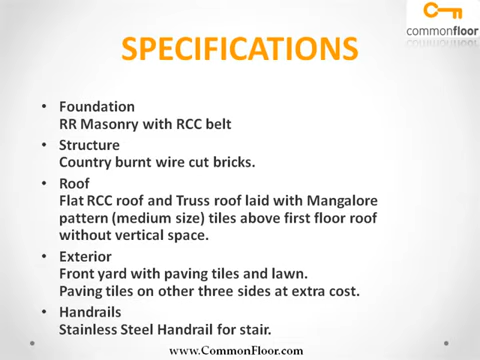 commonfloor
SPECIFICATIONS
• Foundation
RR Masonry with RCC belt
• Structure
Country burnt wire cut bricks.
• Roof
Flat RCC roof and Truss roof laid with Mangalore
pattern (medium size) tiles above first floor roof
without vertical space.
• Exterior
Front yard with paving tiles and lawn.
Paving tiles on other three sides at extra cost.
• Handrails
Stainless Steel Handrail for stair.
www.CommonFloor.com